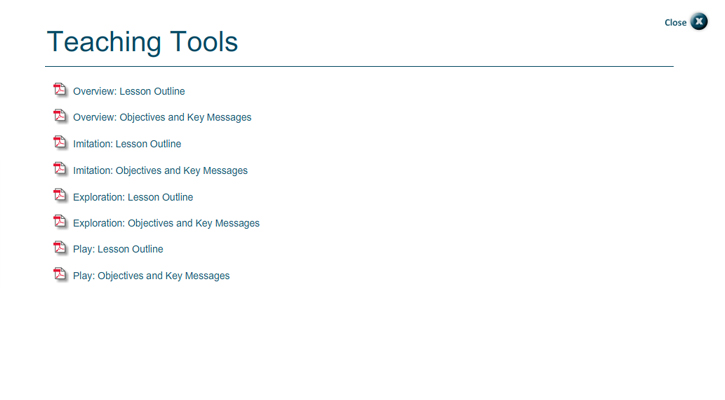 Close X
Teaching Tools
Overview: Lesson Outline
Overview: Objectives and Key Messages
Imitation: Lesson Outline
Imitation: Objectives and Key Messages
Exploration: Lesson Outline
Exploration: Objectives and Key Messages
Play: Lesson Outline
Play: Objectives and Key Messages